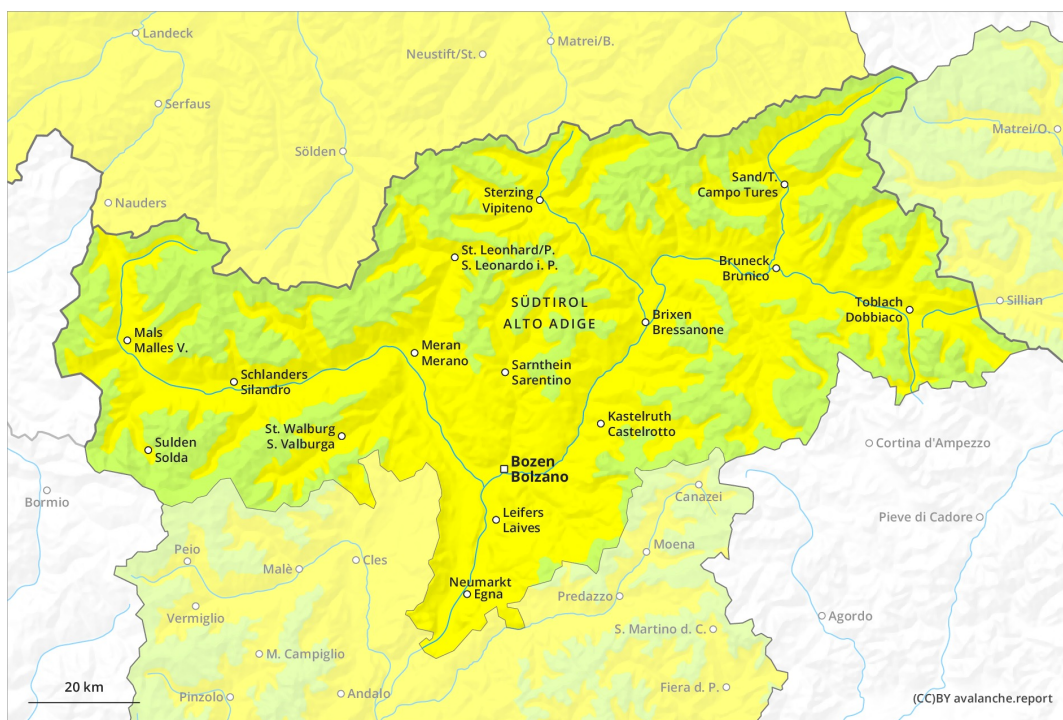 Landeck
Neustift/St.
Matrei/B.
Serfaus
Matrei/O.
Sölden
Sand/T.
Campo Tures
Sterzing
Vipiteno
Nauders
St. Leonhard/P.
S. Leonardo i. P.
Bruneck
Brunico
SÜDTIROL
ALTO ADIGE
Toblach
Dobbiaco
Sillian
Brixen
Bressanone
Mals
Malles V.
Meran
Merano
Sarnthein
Sarentino
Schlanders
Silandro
Kastelruth
Castelrotto
St. Walburg
S. Valburga
Sulden
Solda
Cortina d'Ampezzo
Bozen
Bolzano
Bormio
Canazei
Leifers
Laives
Pieve di Cadore
Peio
Moena
Cles
Malè
Neumarkt
Egna
Predazzo
Vermiglio
Agordo
S. Martino d. C.
M. Campiglio
20 km
Pinzolo
Andalo
Fiera d. P.
(CC)BY avalanche.report